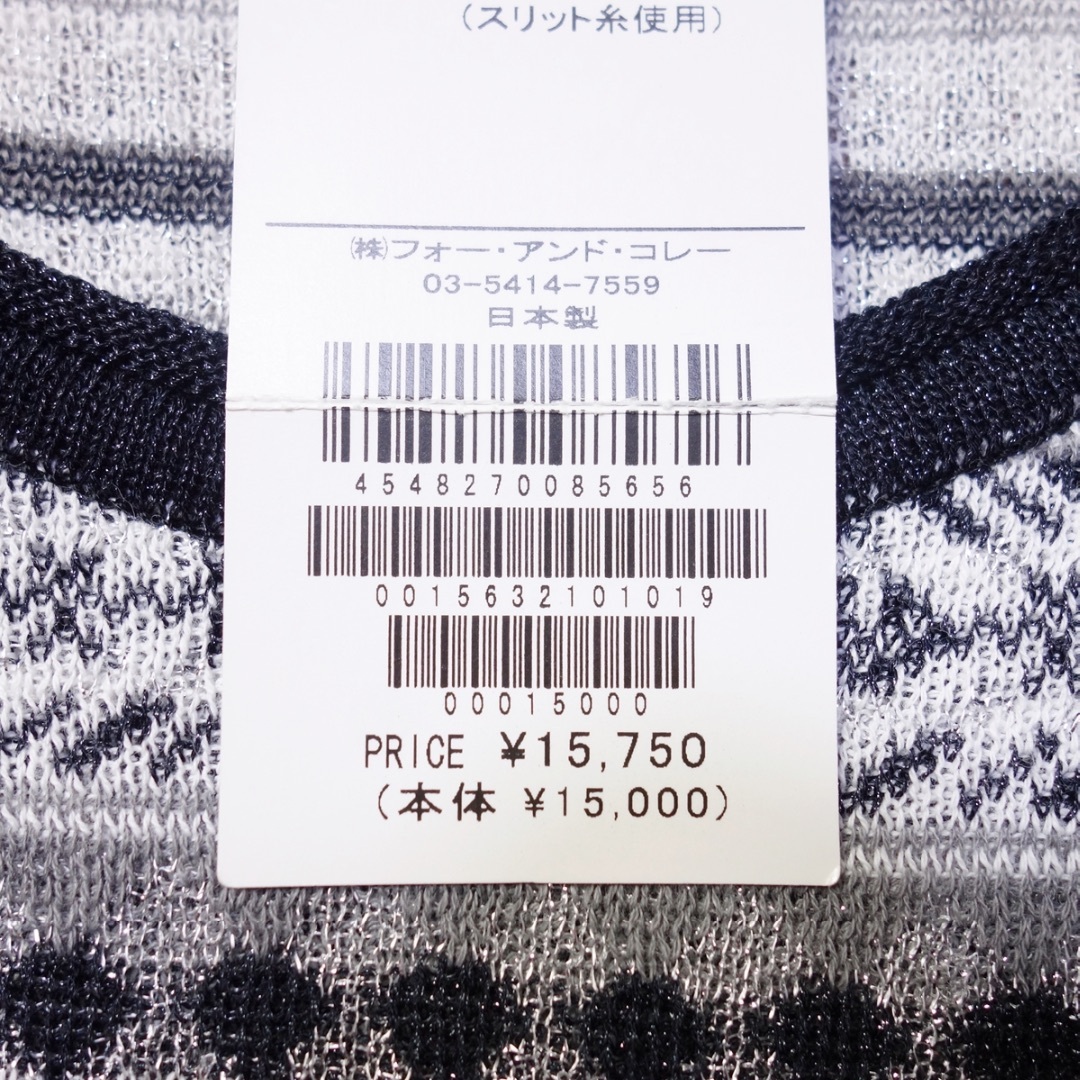 (スリット糸使用)
㈱フォー・アンド・コレー
03-5414-7559
日本製
4548270085656
0015632101019
00015000
PRICE ¥15,750
(本体 ¥15,000)